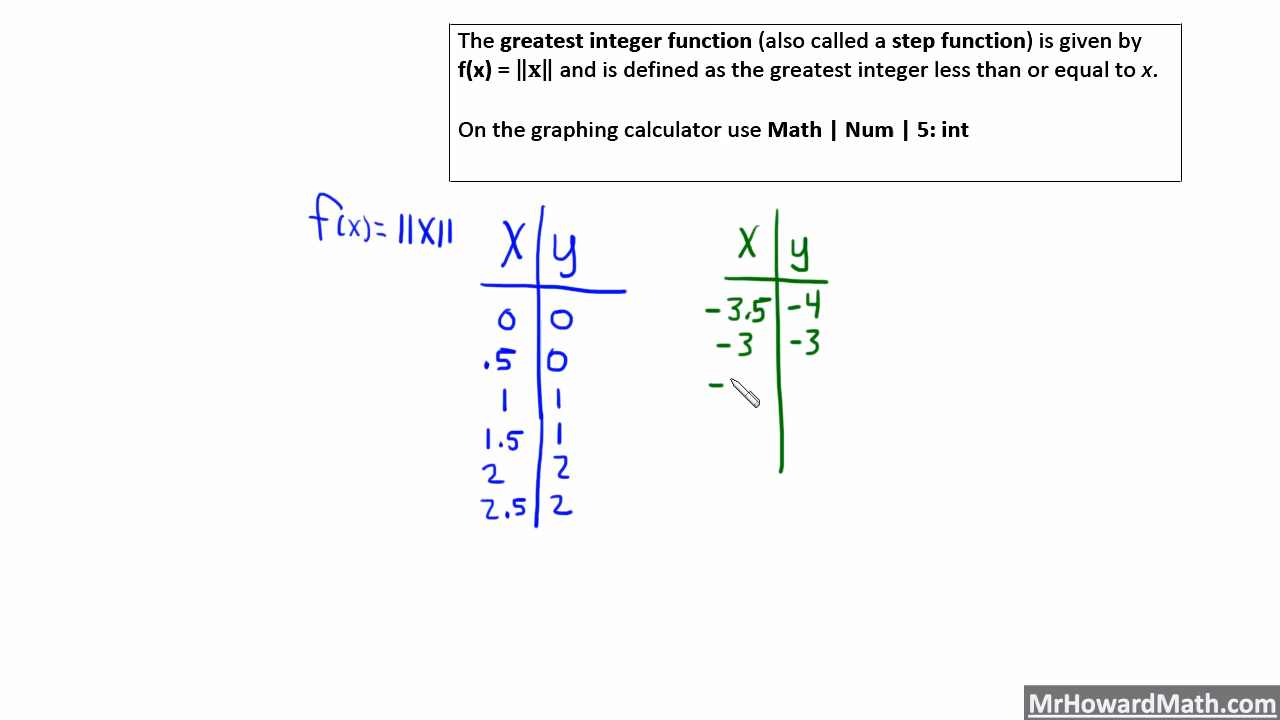 The greatest integer function (also called a step function) is given by
f(x) = ||x|| and is defined as the greatest integer less than or equal to x.
On the graphing calculator use Math | Num | 5: int
f(x)= ||X||
X y
0 0
.5 0
1 1
1.5 1
2 2
2.5 2
X y
-3.5 -4
-3 -3
-
MrHowardMath.com